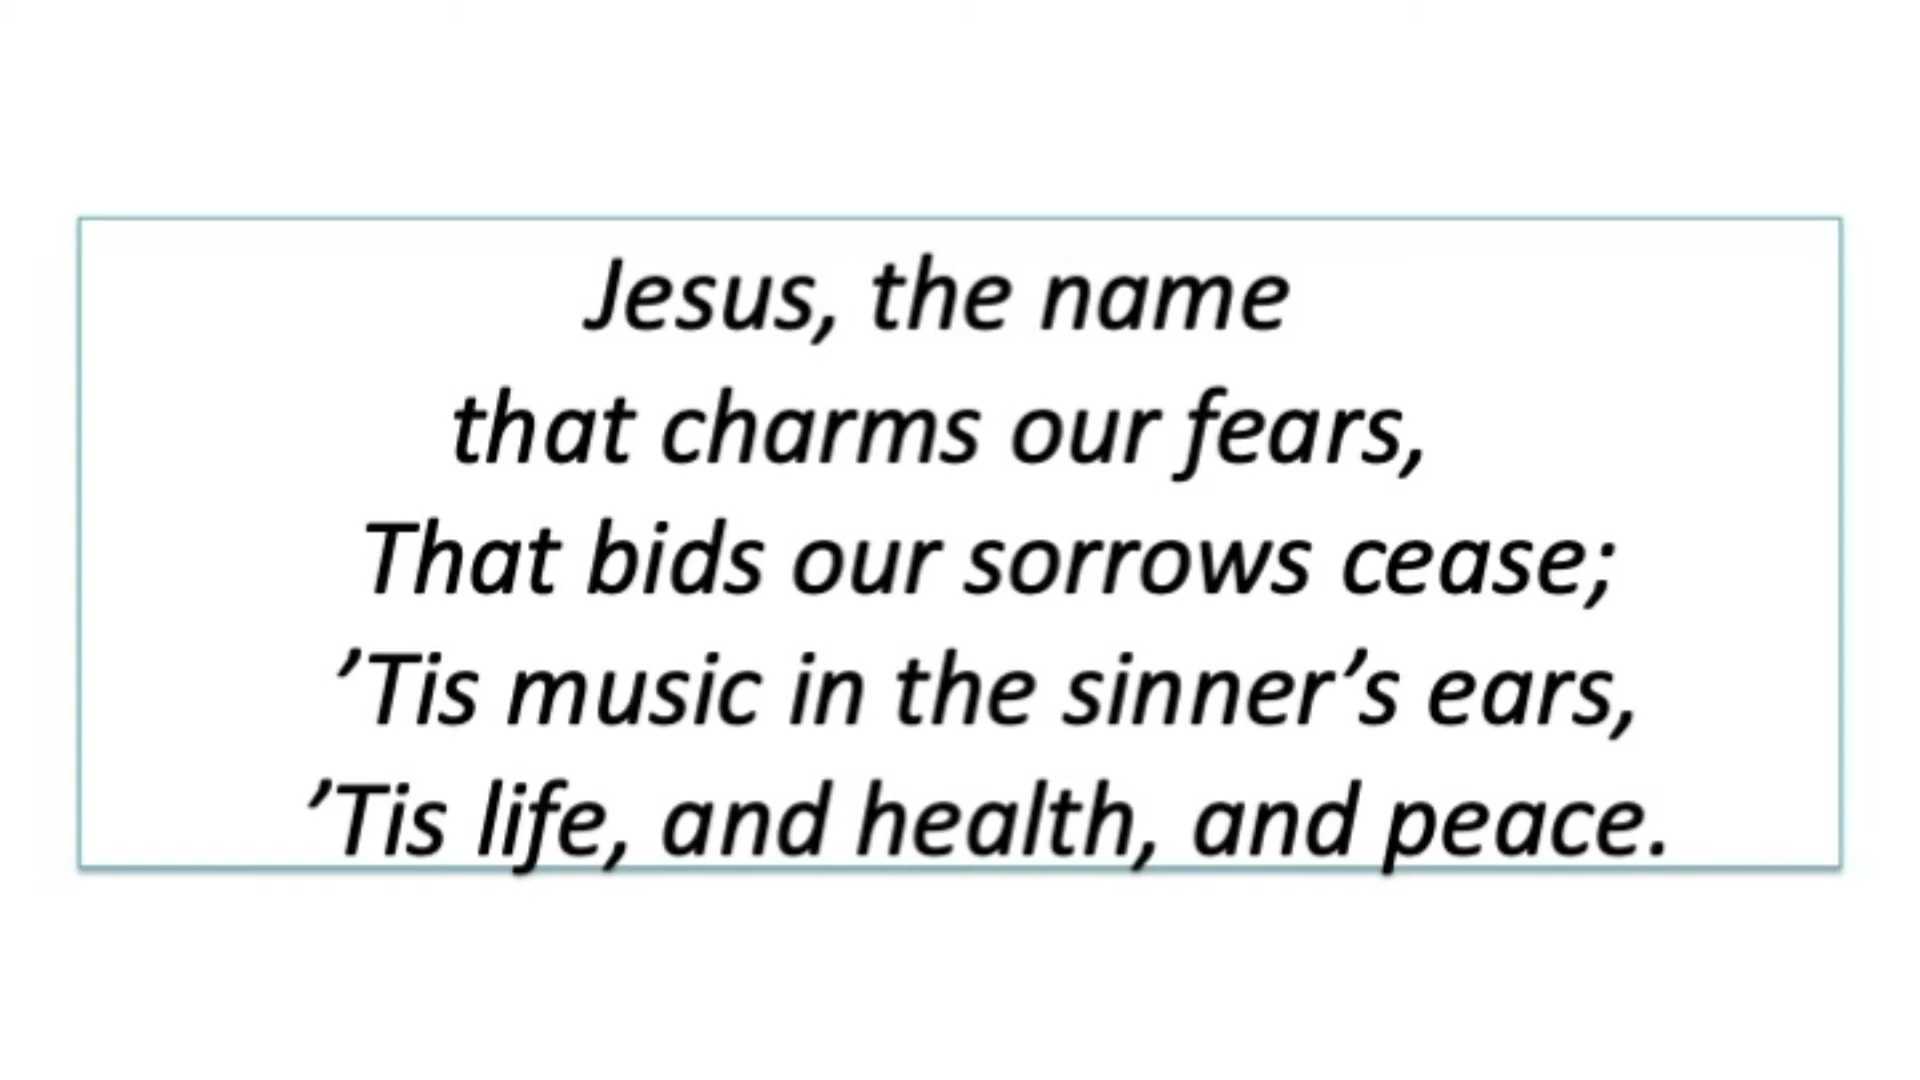 Jesus, the name
that charms our fears,
That bids our sorrows cease;
’Tis music in the sinner’s ears,
’Tis life, and health, and peace.